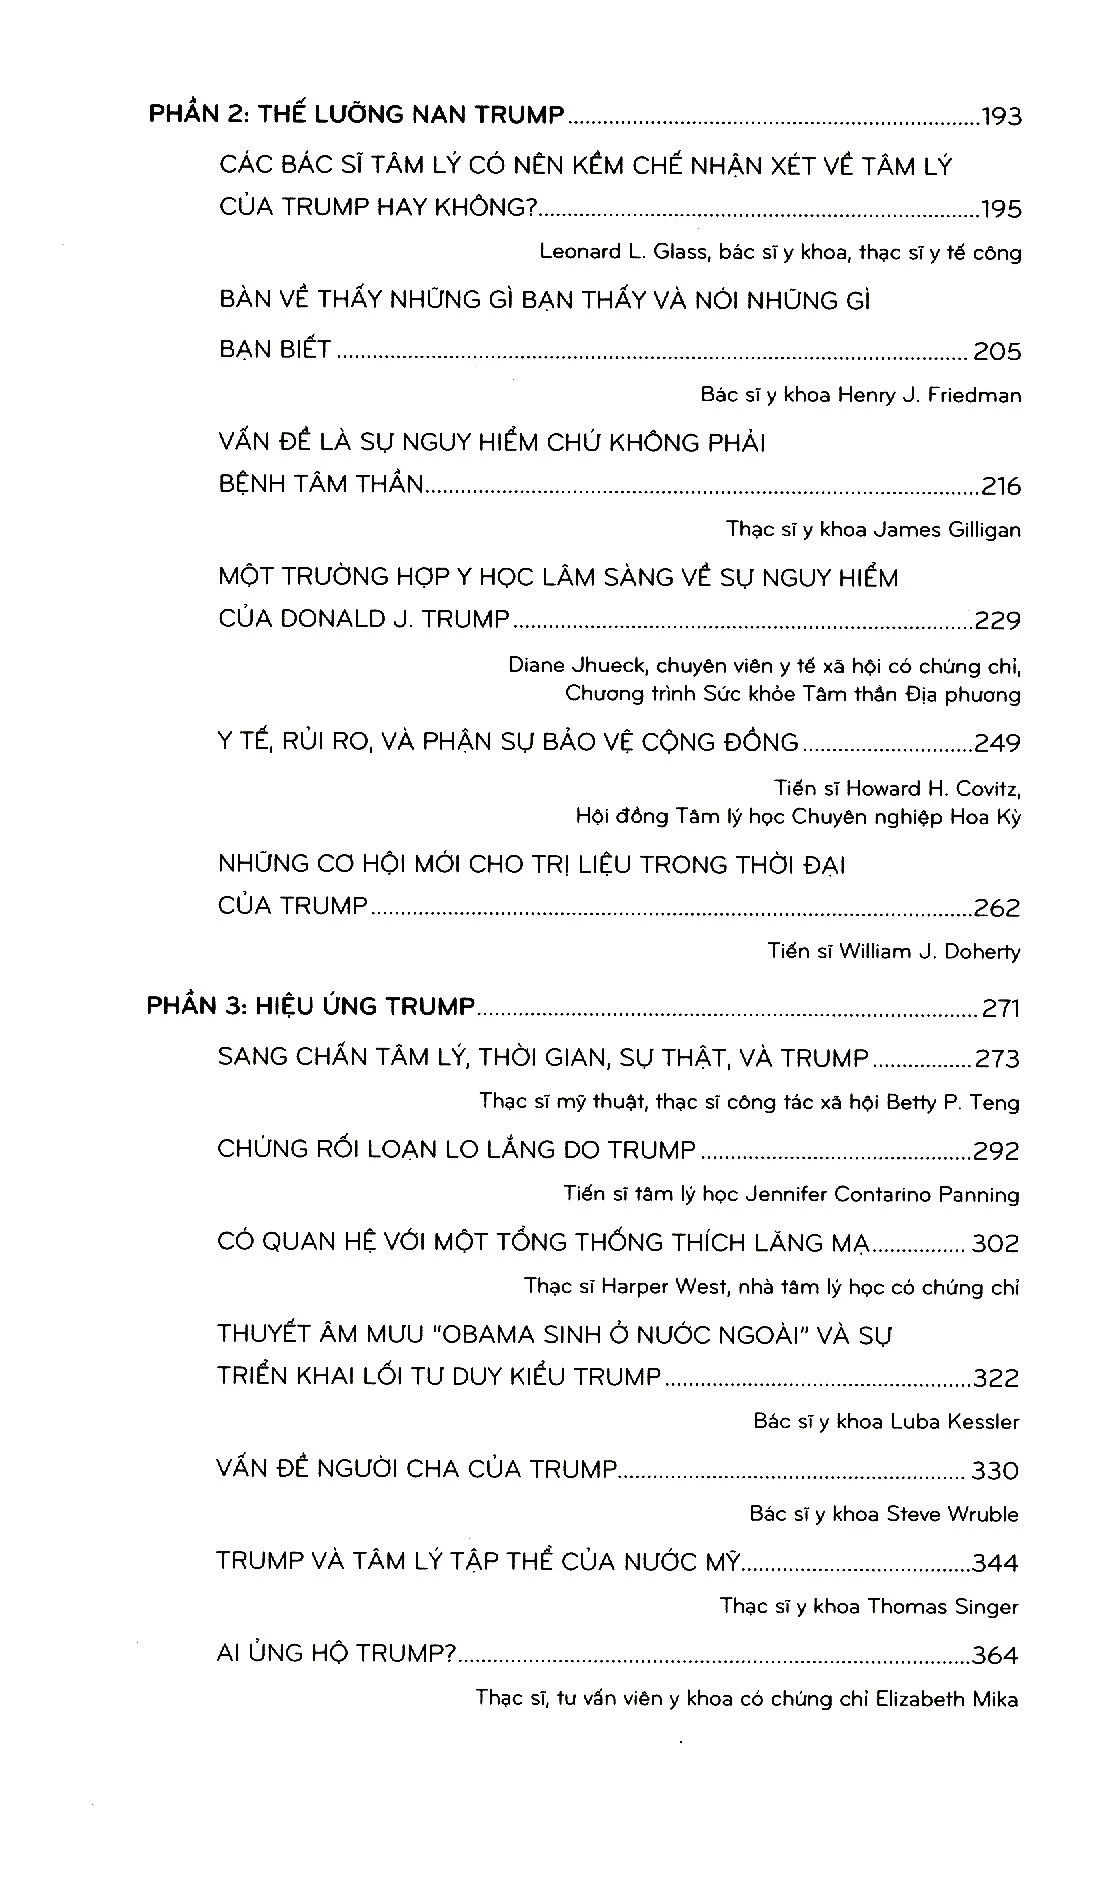 PHẦN 2: THẾ LƯỠNG NAN TRUMP.....193
CÁC BÁC SĨ TÂM LÝ CÓ NÊN KỀM CHẾ NHẬN XÉT VỀ TÂM LÝ
CỦA TRUMP HAY KHÔNG?.....195
Leonard L. Glass, bác sĩ y khoa, thạc sĩ y tế công
BÀN VỀ THẤY NHỮNG GÌ BẠN THẤY VÀ NÓI NHỮNG GÌ
BẠN BIẾT.....205
Bác sĩ y khoa Henry J. Friedman
VẤN ĐỀ LÀ SỰ NGUY HIỂM CHỨ KHÔNG PHẢI
BỆNH TÂM THẦN.....216
Thạc sĩ y khoa James Gilligan
MỘT TRƯỜNG HỢP Y HỌC LÂM SÀNG VỀ SỰ NGUY HIỂM
CỦA DONALD J. TRUMP.....229
Diane Jhueck, chuyên viên y tế xã hội có chứng chỉ,
Chương trình Sức khỏe Tâm thần Địa phương
Y TẾ, RỦI RO, VÀ PHẬN SỰ BẢO VỆ CỘNG ĐỒNG.....249
Tiến sĩ Howard H. Covitz,
Hội đồng Tâm lý học Chuyên nghiệp Hoa Kỳ
NHỮNG CƠ HỘI MỚI CHO TRỊ LIỆU TRONG THỜI ĐẠI
CỦA TRUMP.....262
Tiến sĩ William J. Doherty
PHẦN 3: HIỆU ỨNG TRUMP.....271
SANG CHẤN TÂM LÝ, THỜI GIAN, SỰ THẬT, VÀ TRUMP.....273
Thạc sĩ mỹ thuật, thạc sĩ công tác xã hội Betty P. Teng
CHỨNG RỐI LOẠN LO LẮNG DO TRUMP.....292
Tiến sĩ tâm lý học Jennifer Contarino Panning
CÓ QUAN HỆ VỚI MỘT TỔNG THỐNG THÍCH LĂNG MẠ.....302
Thạc sĩ Harper West, nhà tâm lý học có chứng chỉ
THUYẾT ÂM MƯU "OBAMA SINH Ở NƯỚC NGOÀI" VÀ SỰ
TRIỂN KHAI LỐI TƯ DUY KIỂU TRUMP.....322
Bác sĩ y khoa Luba Kessler
VẤN ĐỀ NGƯỜI CHA CỦA TRUMP.....330
Bác sĩ y khoa Steve Wruble
TRUMP VÀ TÂM LÝ TẬP THỂ CỦA NƯỚC MỸ.....344
Thạc sĩ y khoa Thomas Singer
AI ỦNG HỘ TRUMP?.....364
Thạc sĩ, tư vấn viên y khoa có chứng chỉ Elizabeth Mika